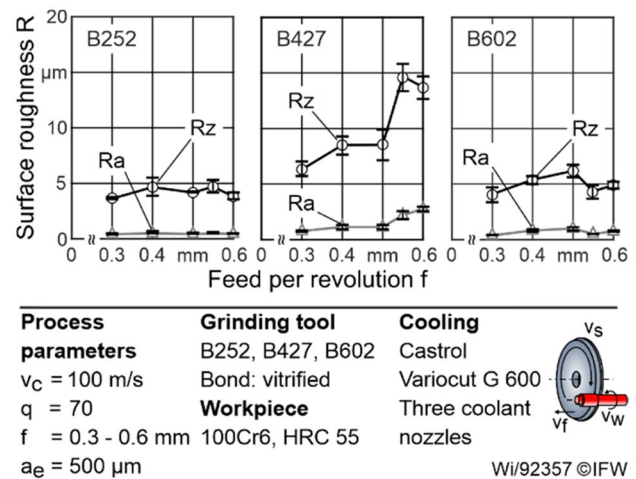 Surface roughness R
20
µm
10
5
0
B252
Ra
Rz
B427
Rz
Ra
B602
Ra
Rz
0 ≈ 0.3 0.4 mm 0.6
0 ≈ 0.3 0.4 mm 0.6
0 ≈ 0.3 0.4 mm 0.6
Feed per revolution f
Process
parameters
vc = 100 m/s
q = 70
f = 0.3 - 0.6 mm
ae = 500 µm
Grinding tool
B252, B427, B602
Bond: vitrified
Workpiece
100Cr6, HRC 55
Cooling
Castrol
Variocut G 600
Three coolant
nozzles
vs
vf
vw
Wi/92357 ©IFW